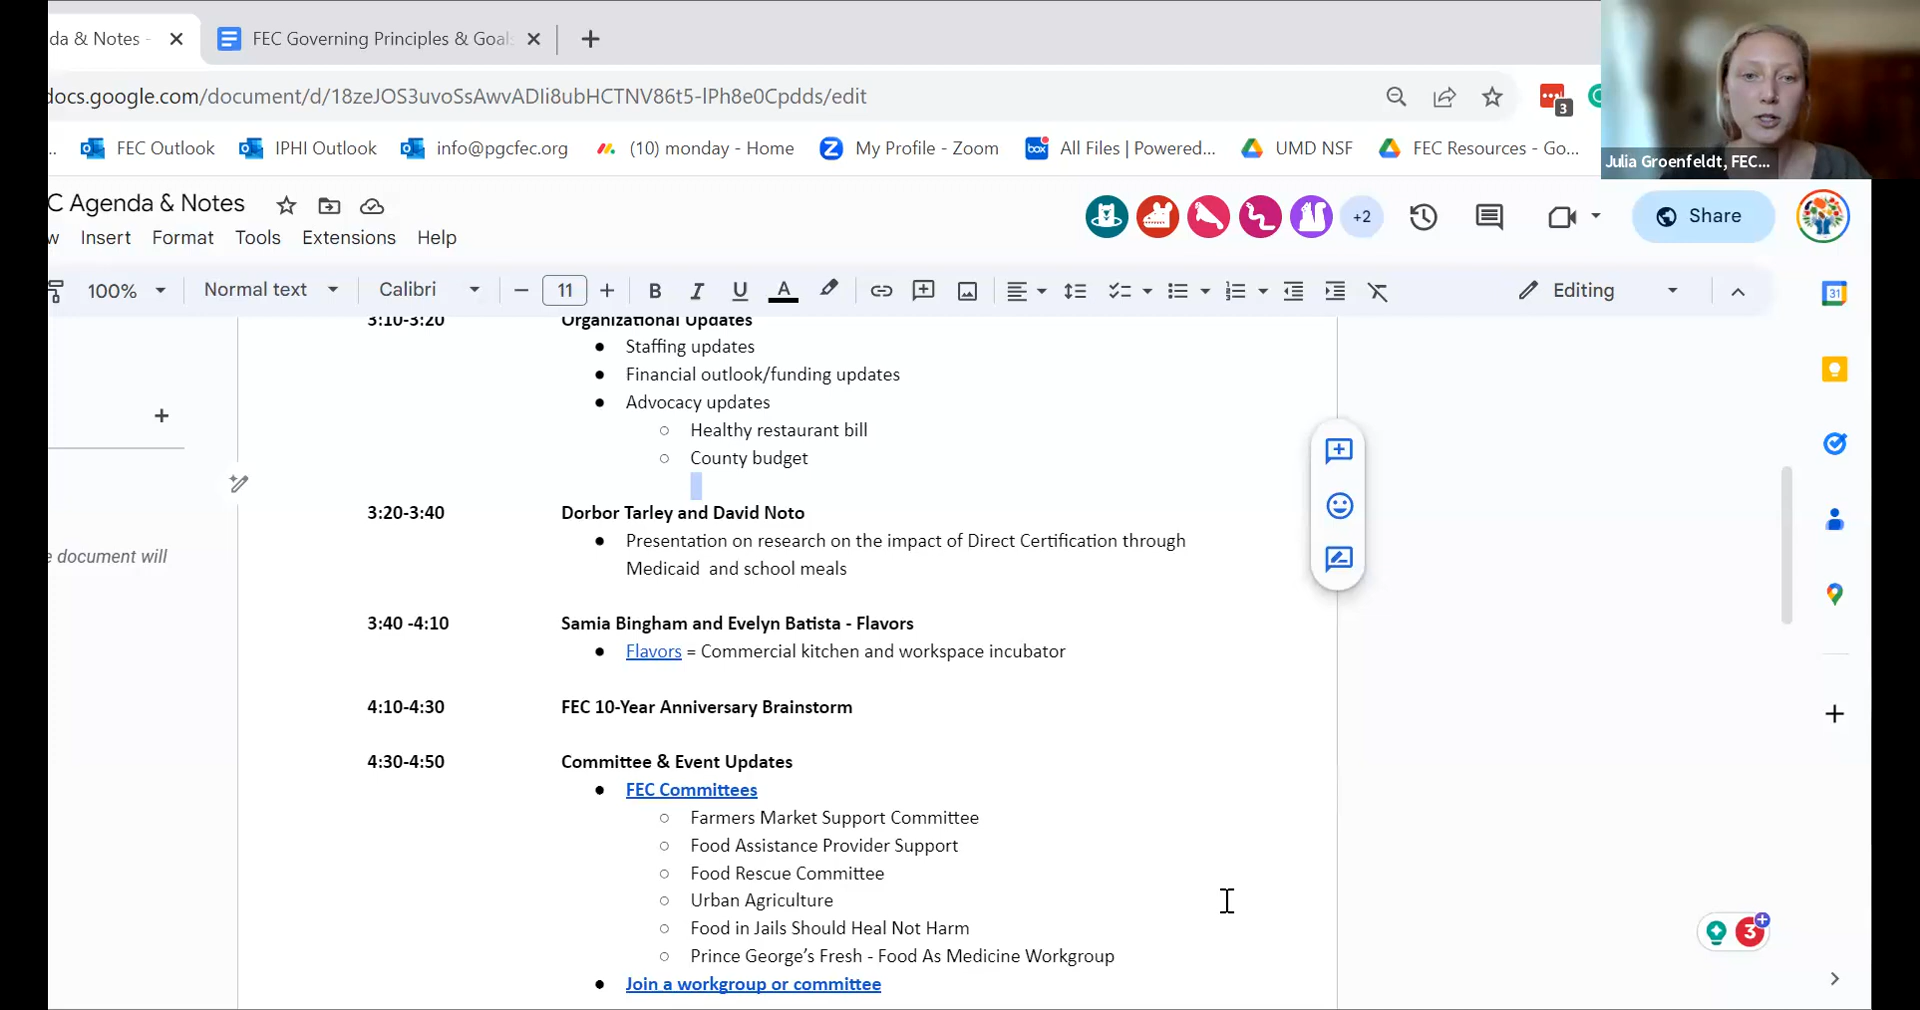 da & Notes -
FEC Governing Principles & Goal
docs.google.com/document/d/18zeJOS3uvoSsAwvADIi8ubHCTNV86t5-lPh8e0Cpdds/edit
3
... FEC Outlook IPHI Outlook info@pgcfec.org (10) monday - Home My Profile - Zoom box All Files | Powered... UMD NSF FEC Resources - Go...
Julia Groenfeldt, FEC...
C Agenda & Notes
+2
Share
w Insert Format Tools Extensions Help
100% Normal text Calibri 11 B I U A Editing
31
3:10-3:20 Organizational Updates
Staffing updates
Financial outlook/funding updates
Advocacy updates
Healthy restaurant bill
County budget
3:20-3:40 Dorbor Tarley and David Noto
Presentation on research on the impact of Direct Certification through
e document will
Medicaid and school meals
3:40 -4:10 Samia Bingham and Evelyn Batista - Flavors
Flavors = Commercial kitchen and workspace incubator
4:10-4:30 FEC 10-Year Anniversary Brainstorm
4:30-4:50 Committee & Event Updates
FEC Committees
Farmers Market Support Committee
Food Assistance Provider Support
Food Rescue Committee
Urban Agriculture
Food in Jails Should Heal Not Harm
3
Prince George's Fresh - Food As Medicine Workgroup
Join a workgroup or committee